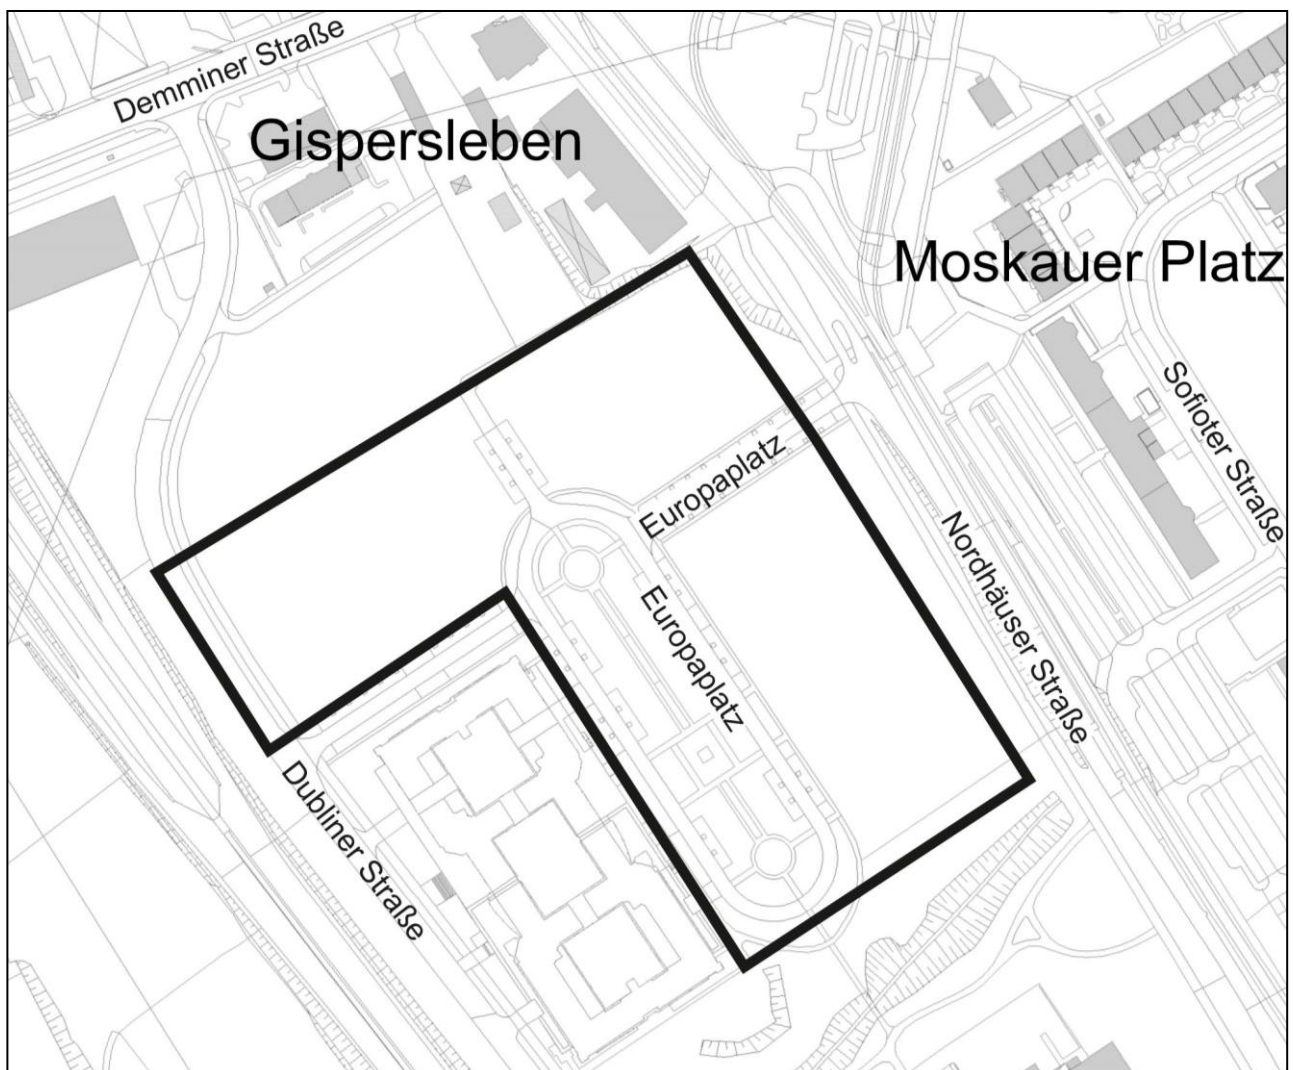 Demminer Straße
Gispersleben
Moskauer Platz
Sofioter Straße
Europaplatz
Nordhäuser Straße
Europaplatz
Dubliner Straße